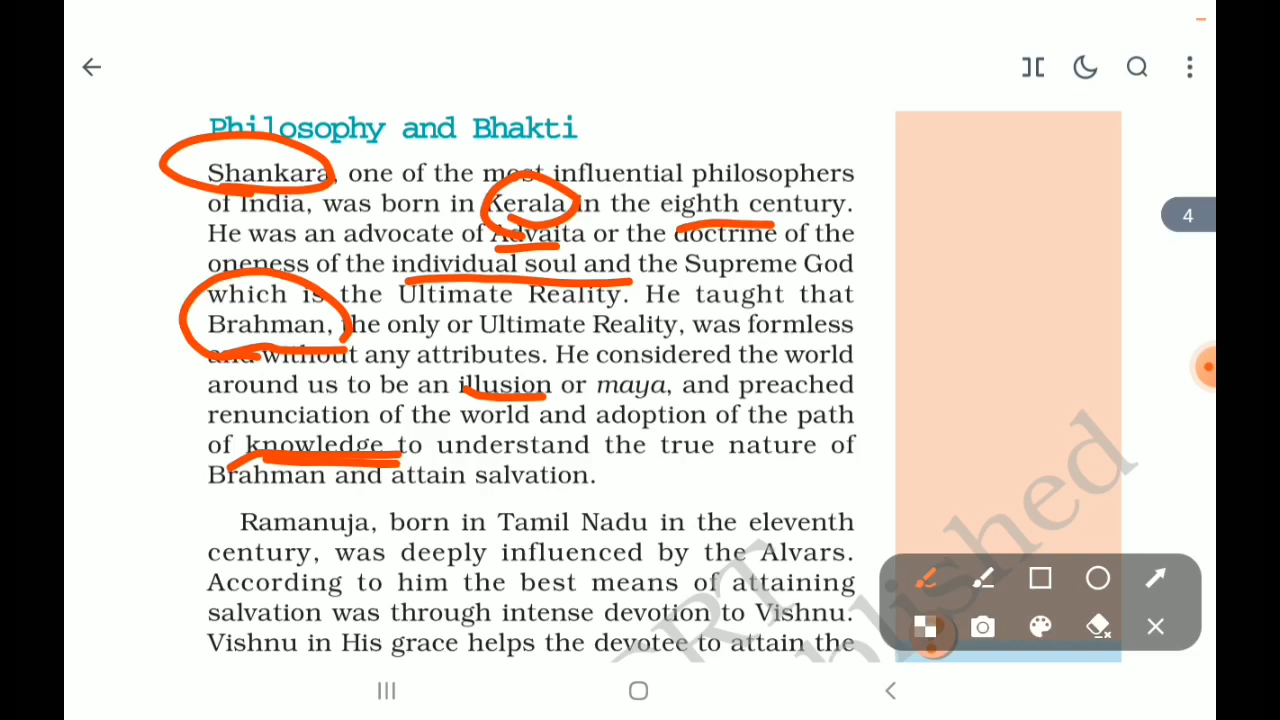 Philosophy and Bhakti
Shankara, one of the most influential philosophers
of India, was born in Kerala in the eighth century.
He was an advocate of Advaita or the doctrine of the
oneness of the individual soul and the Supreme God
which is the Ultimate Reality. He taught that
Brahman, the only or Ultimate Reality, was formless
and without any attributes. He considered the world
around us to be an illusion or maya, and preached
renunciation of the world and adoption of the path
of knowledge to understand the true nature of
Brahman and attain salvation.
Ramanuja, born in Tamil Nadu in the eleventh
century, was deeply influenced by the Alvars.
According to him the best means of attaining
salvation was through intense devotion to Vishnu.
Vishnu in His grace helps the devotee to attain the
4